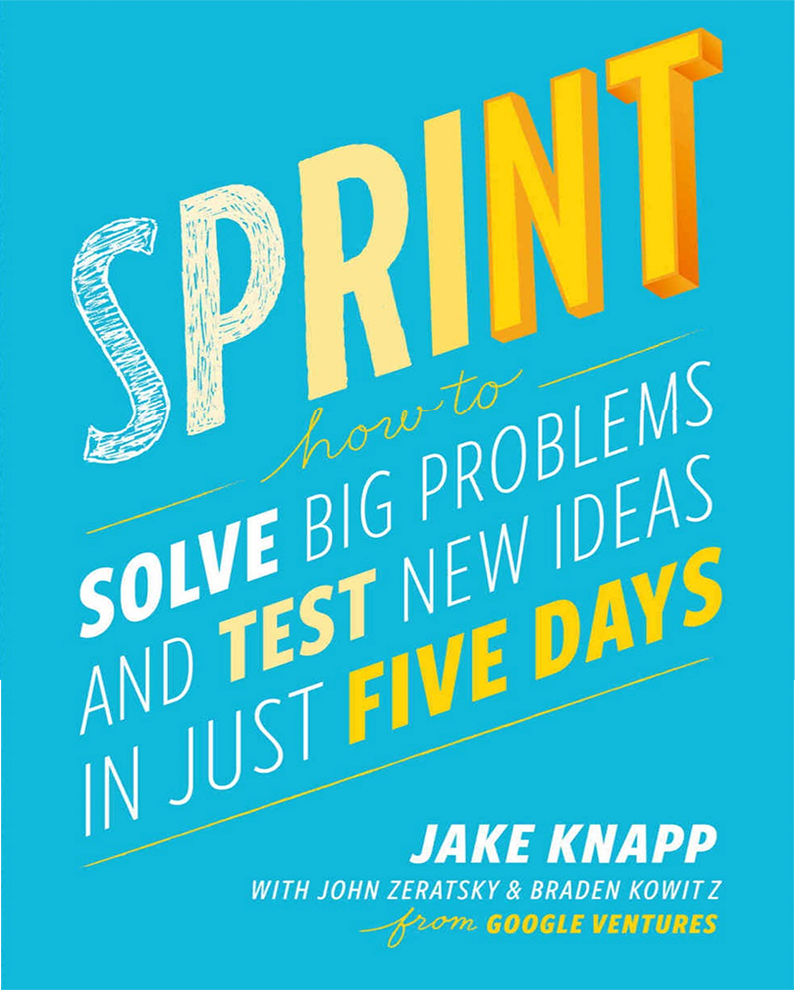 SPRINT
how to
SOLVE BIG PROBLEMS
AND TEST NEW IDEAS
IN JUST FIVE DAYS
JAKE KNAPP
WITH JOHN ZERATSKY & BRADEN KOWITZ
from GOOGLE VENTURES